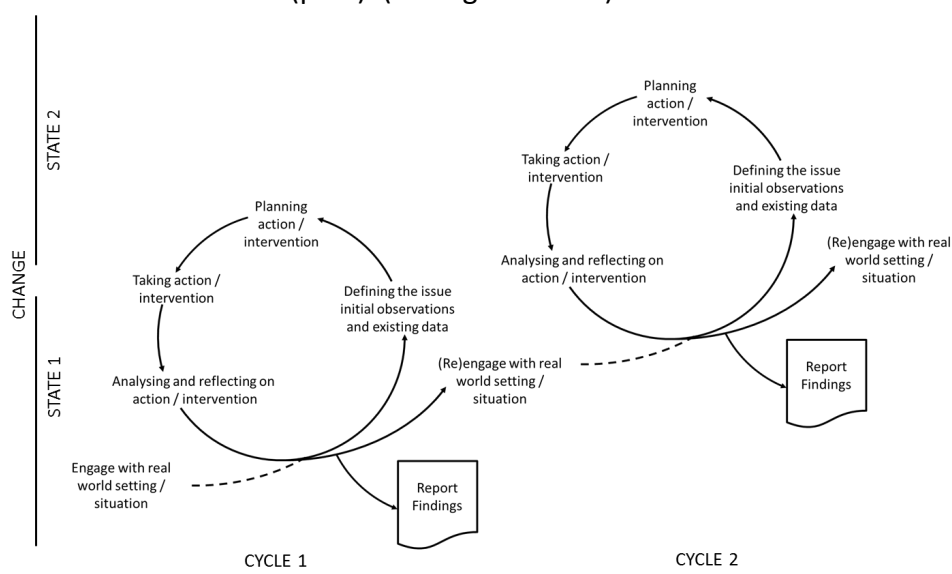 Planning
action /
intervention
Taking action /
intervention
Defining the issue
initial observations
and existing data
Analysing and reflecting on
action / intervention
(Re)engage with real
world setting /
situation
Report
Findings
STATE 2
CHANGE
STATE 1
Planning
action /
intervention
Taking action /
intervention
Defining the issue
initial observations
and existing data
Analysing and reflecting on
action / intervention
(Re)engage with real
world setting /
situation
Engage with real
world setting /
situation
Report
Findings
CYCLE 1
CYCLE 2